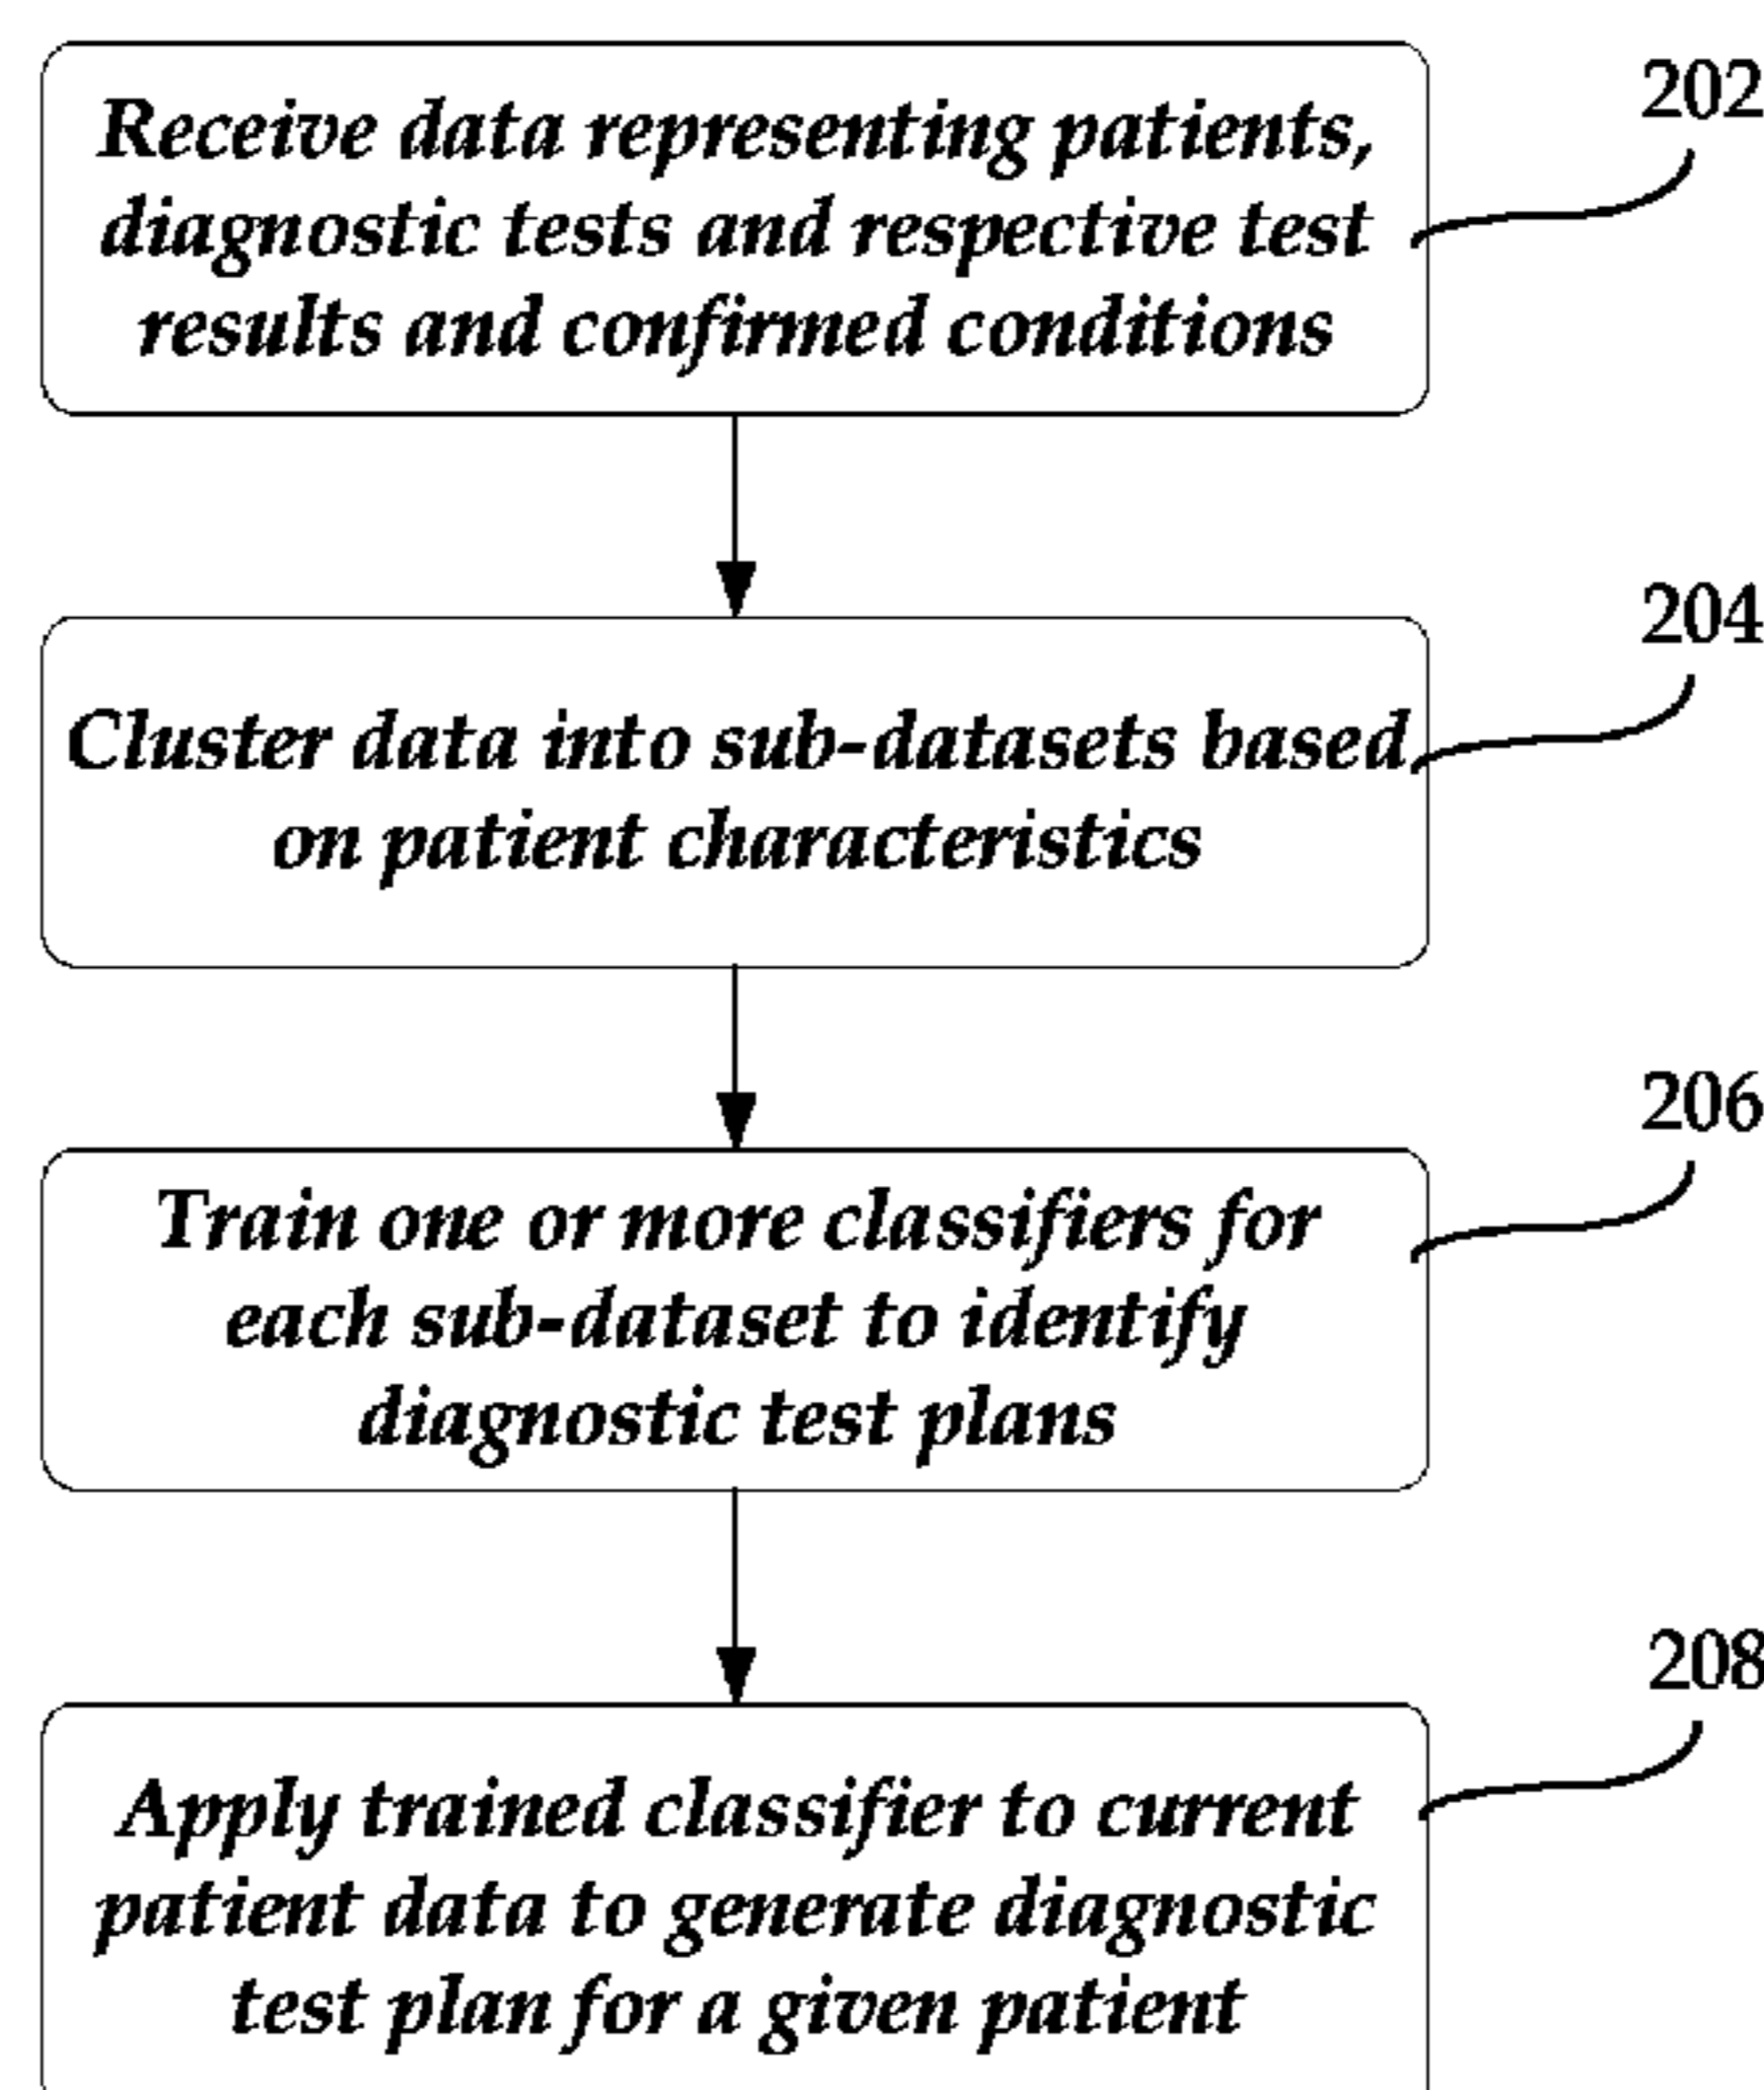 Receive data representing patients,
diagnostic tests and respective test
results and confirmed conditions
202
Cluster data into sub-datasets based
on patient characteristics
204
Train one or more classifiers for
each sub-dataset to identify
diagnostic test plans
206
Apply trained classifier to current
patient data to generate diagnostic
test plan for a given patient
208